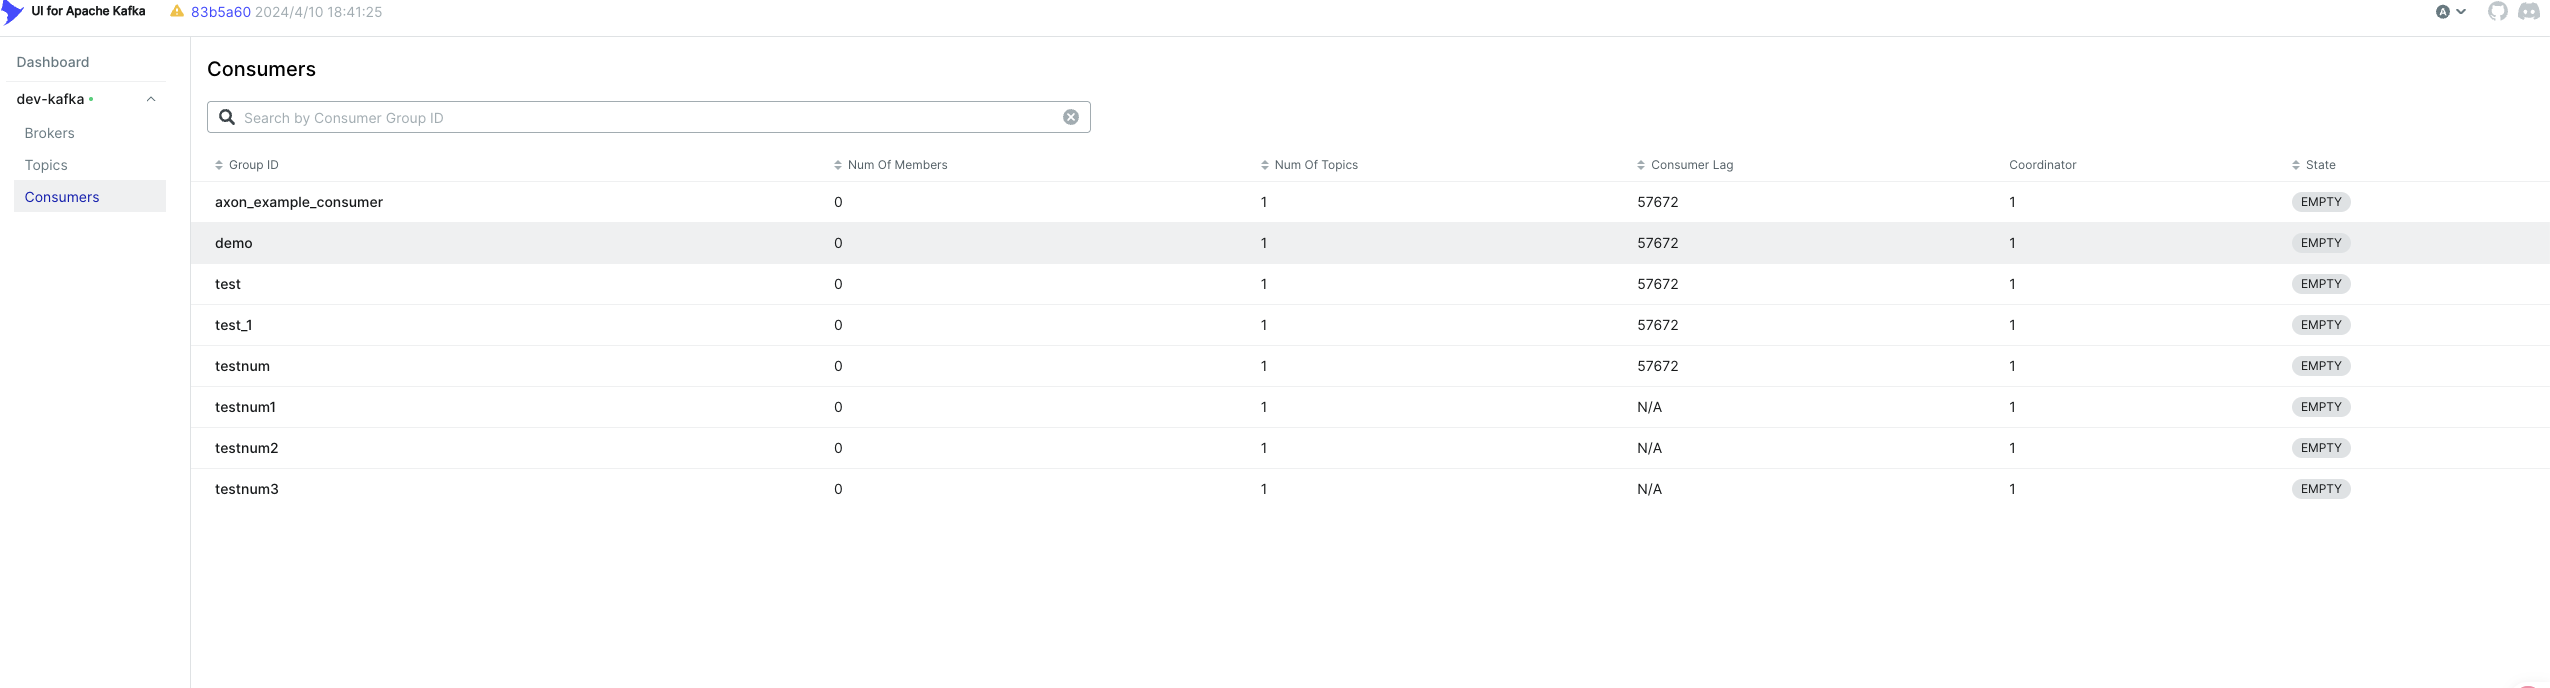 UI for Apache Kafka 83b5a60 2024/4/10 18:41:25 A
Dashboard
dev-kafka
Brokers
Topics
Consumers
Consumers
Search by Consumer Group ID
Group ID Num Of Members Num Of Topics Consumer Lag Coordinator State
axon_example_consumer 0 1 57672 1 EMPTY
demo 0 1 57672 1 EMPTY
test 0 1 57672 1 EMPTY
test_1 0 1 57672 1 EMPTY
testnum 0 1 57672 1 EMPTY
testnum1 0 1 N/A 1 EMPTY
testnum2 0 1 N/A 1 EMPTY
testnum3 0 1 N/A 1 EMPTY